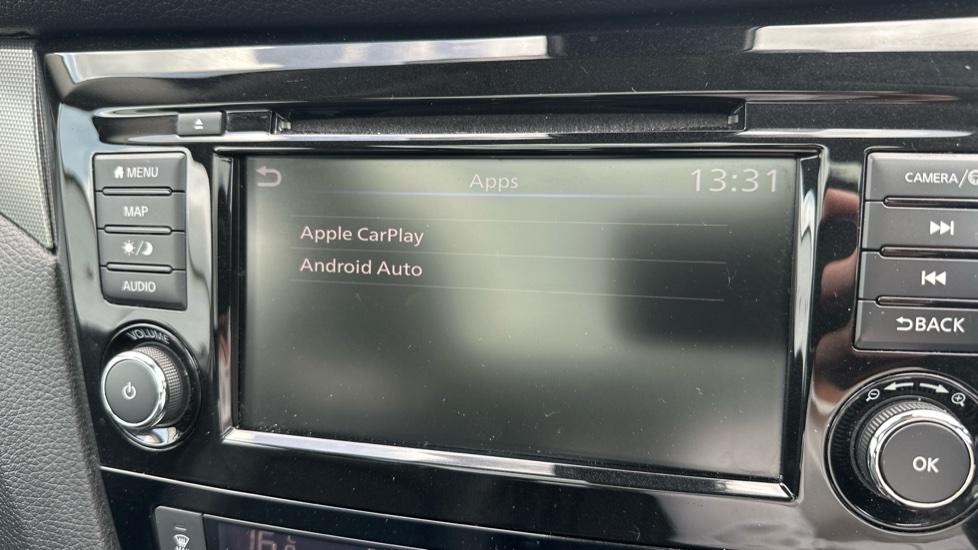 MENU
MAP
AUDIO
VOLUME
Apps
13:31
Apple CarPlay
Android Auto
CAMERA/
BACK
OK